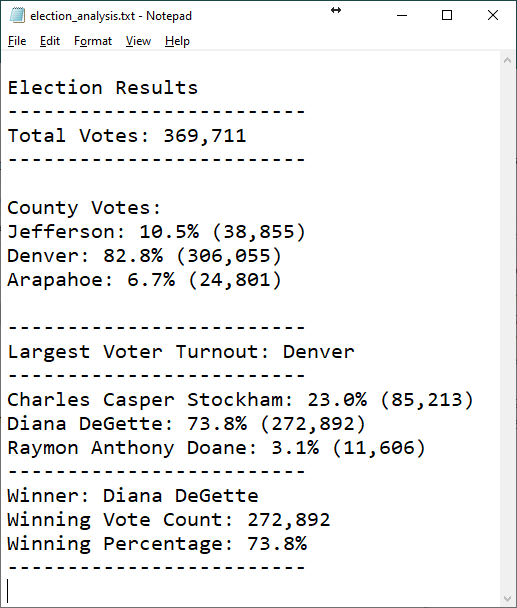 election_analysis.txt - Notepad
File Edit Format View Help
Election Results
-------------------------
Total Votes: 369,711
-------------------------
County Votes:
Jefferson: 10.5% (38,855)
Denver: 82.8% (306,055)
Arapahoe: 6.7% (24,801)
-------------------------
Largest Voter Turnout: Denver
-------------------------
Charles Casper Stockham: 23.0% (85,213)
Diana DeGette: 73.8% (272,892)
Raymon Anthony Doane: 3.1% (11,606)
-------------------------
Winner: Diana DeGette
Winning Vote Count: 272,892
Winning Percentage: 73.8%
-------------------------